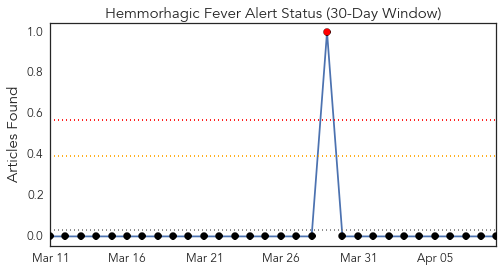 Hemmorhagic Fever Alert Status (30-Day Window)
Articles Found
1.0
0.8
0.6
0.4
0.2
0.0
Mar 11 Mar 16 Mar 21 Mar 26 Mar 31 Apr 05